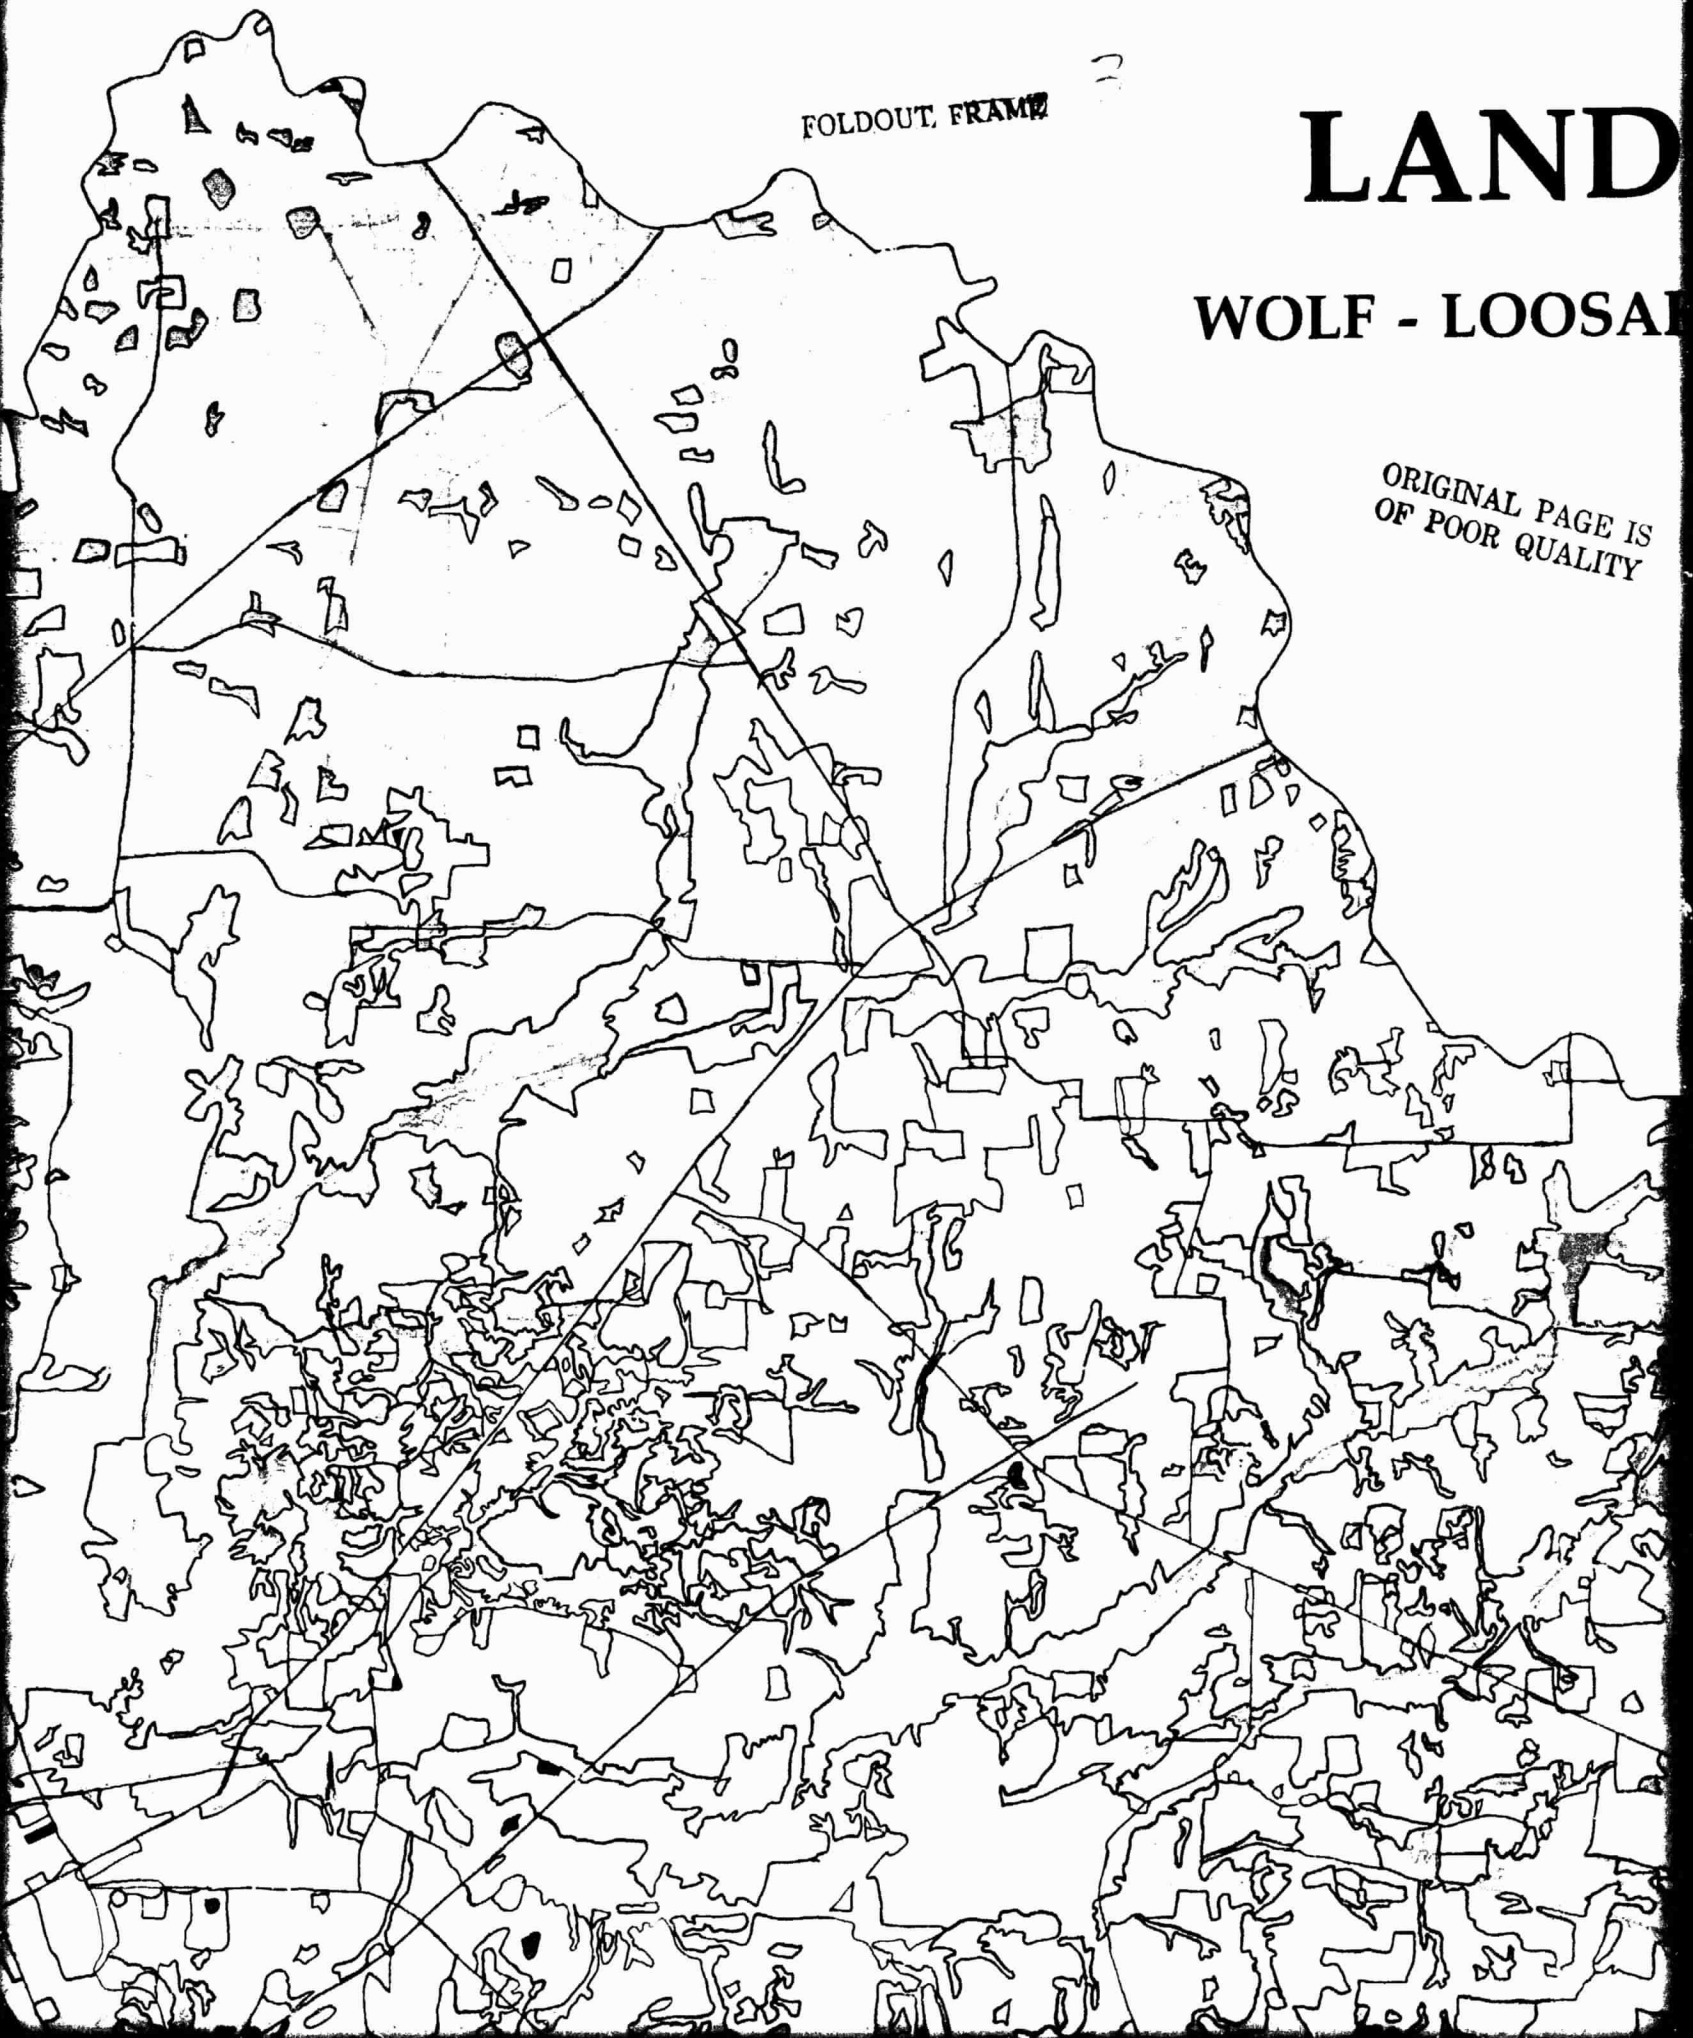 FOLDOUT FRAME
LAND
WOLF - LOOSA
ORIGINAL PAGE IS
OF POOR QUALITY